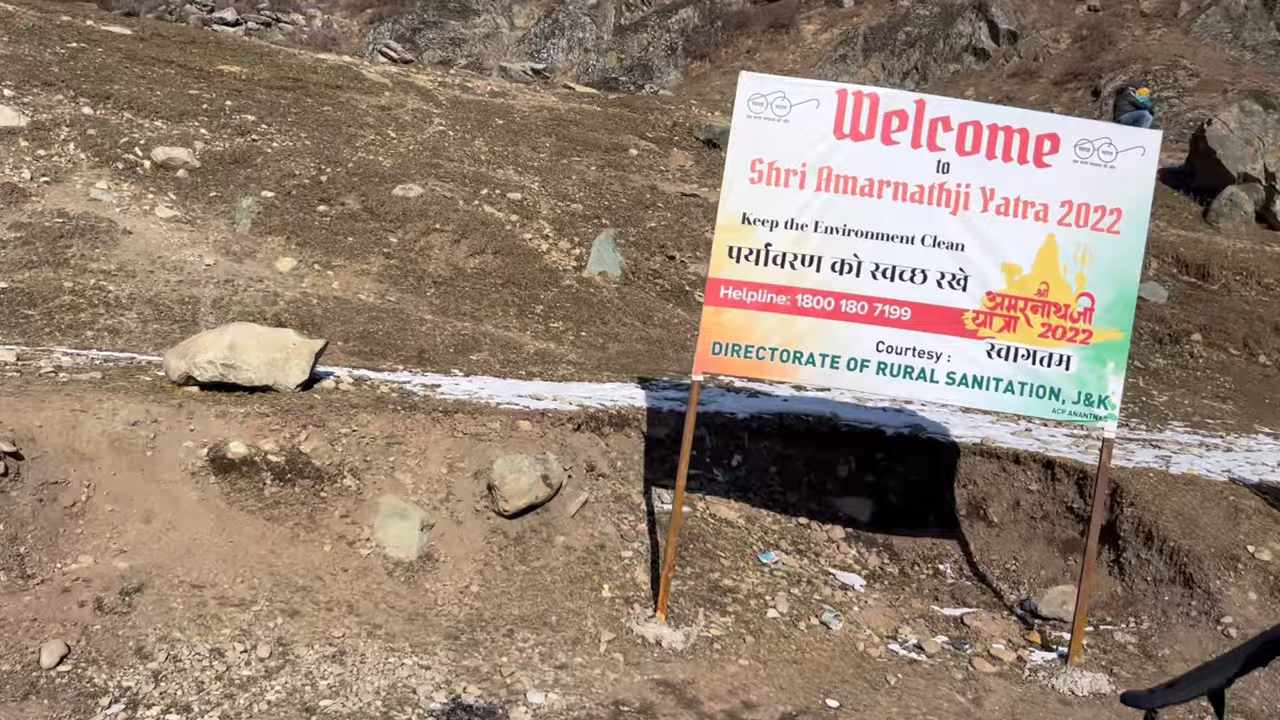 Welcome
to
Shri Amarnathji Yatra 2022
Keep the Environment Clean
पर्यावरण को स्वच्छ रखे
Helpline: 1800 180 7199
श्री
अमरनाथजी
यात्रा 2022
स्वागतम
Courtesy :
DIRECTORATE OF RURAL SANITATION, J&K
ACP ANANTNAG